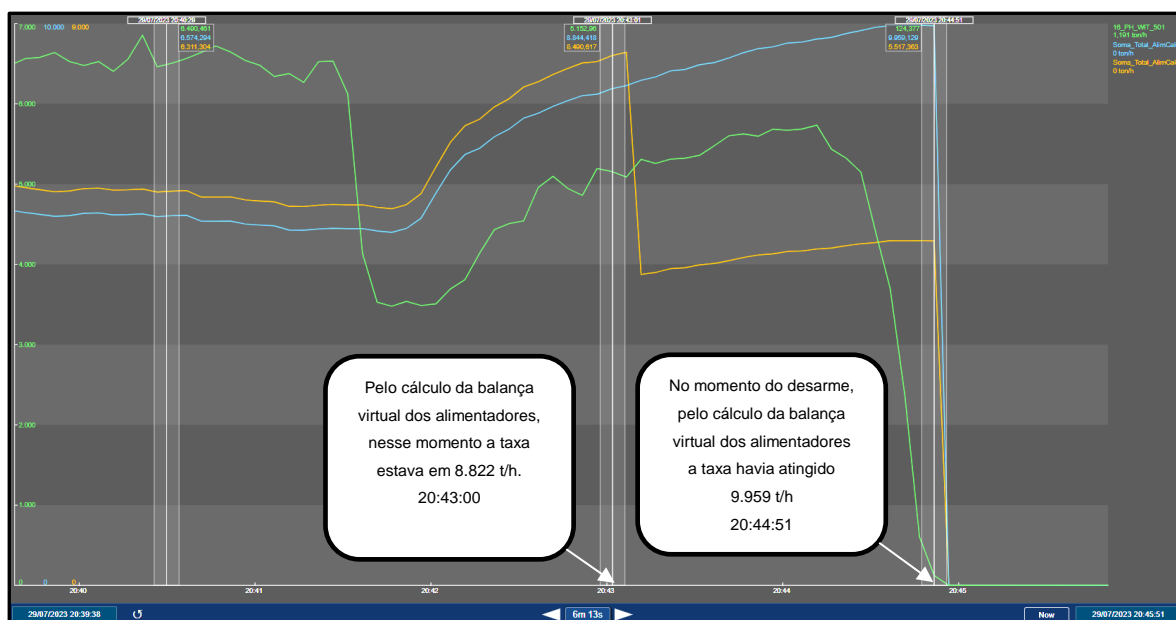 29/07/2023 20:40:29
6.490,461
6.574,294
6.311,304
29/07/2023 20:43:01
5.152,96
8.844,418
8.490,617
29/07/2023 20:44:51
124,377
9.959,129
5.517,363
7.000 10.000 9.000
6.000
5.000
4.000
3.000
2.000
1.000
0 0 0
16_PH_WIT_501
1,191 ton/h
Soma_Total_AlimCal
0 ton/h
Soma_Total_AlimCal
0 ton/h
Pelo cálculo da balança
virtual dos alimentadores,
nesse momento a taxa
estava em 8.822 t/h.
20:43:00
No momento do desarme,
pelo cálculo da balança
virtual dos alimentadores
a taxa havia atingido
9.959 t/h
20:44:51
20:40 20:41 20:42 20:43 20:44 20:45
29/07/2023 20:39:38
6m 13s
Now
29/07/2023 20:45:51